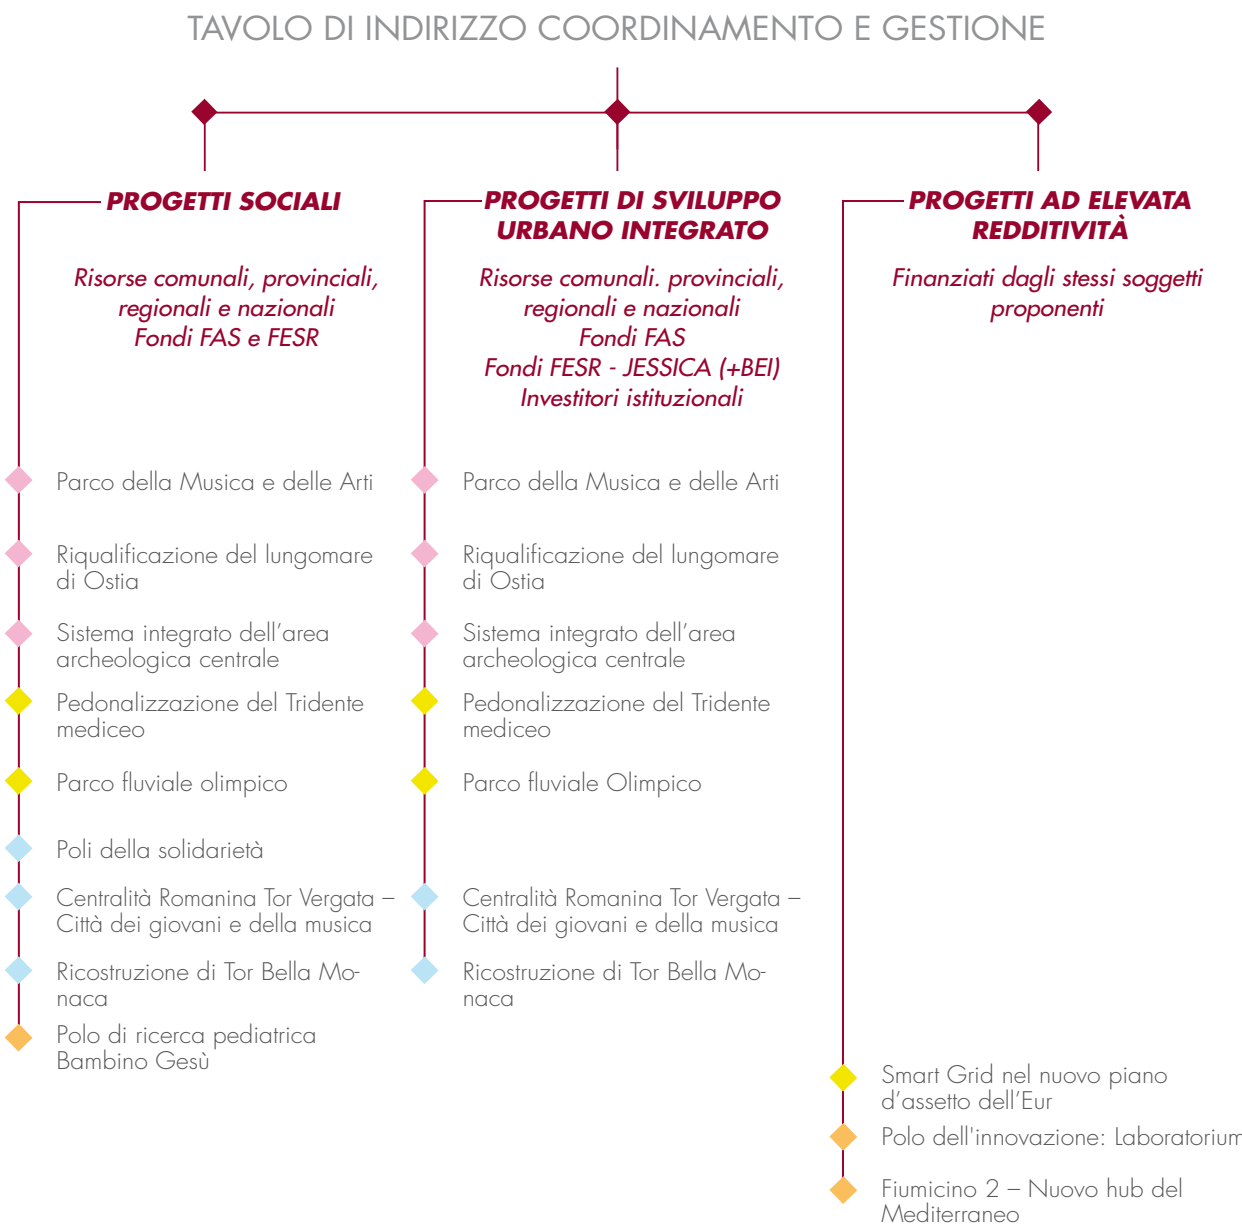 TAVOLO DI INDIRIZZO COORDINAMENTO E GESTIONE
PROGETTI SOCIALI
Risorse comunali, provinciali,
regionali e nazionali
Fondi FAS e FESR
Parco della Musica e delle Arti
Riqualificazione del lungomare
di Ostia
Sistema integrato dell'area
archeologica centrale
Pedonalizzazione del Tridente
mediceo
Parco fluviale olimpico
Poli della solidarietà
Centralità Romanina Tor Vergata –
Città dei giovani e della musica
Ricostruzione di Tor Bella Mo-
naca
Polo di ricerca pediatrica
Bambino Gesù
PROGETTI DI SVILUPPO
URBANO INTEGRATO
Risorse comunali. provinciali,
regionali e nazionali
Fondi FAS
Fondi FESR - JESSICA (+BEI)
Investitori istituzionali
Parco della Musica e delle Arti
Riqualificazione del lungomare
di Ostia
Sistema integrato dell'area
archeologica centrale
Pedonalizzazione del Tridente
mediceo
Parco fluviale Olimpico
Centralità Romanina Tor Vergata –
Città dei giovani e della musica
Ricostruzione di Tor Bella Mo-
naca
PROGETTI AD ELEVATA
REDDITIVITÀ
Finanziati dagli stessi soggetti
proponenti
Smart Grid nel nuovo piano
d'assetto dell'Eur
Polo dell'innovazione: Laboratorium
Fiumicino 2 – Nuovo hub del
Mediterraneo